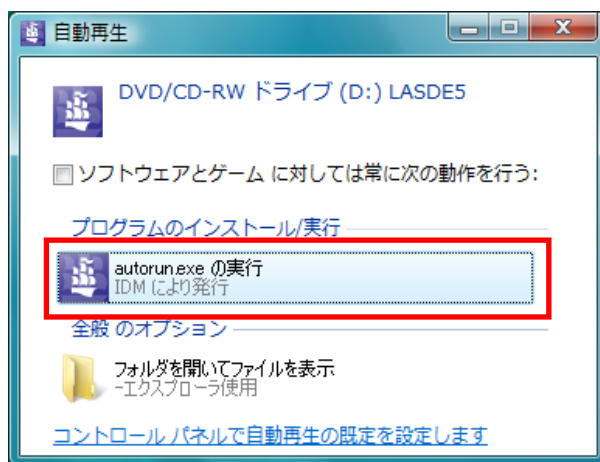 自動再生
DVD/CD-RW ドライブ (D:) LASDE5
ソフトウェアとゲーム に対しては常に次の動作を行う:
プログラムのインストール/実行
autorun.exe の実行
IDM により発行
全般 のオプション
フォルダを開いてファイルを表示
-エクスプローラ使用
コントロール パネルで自動再生の既定を設定します